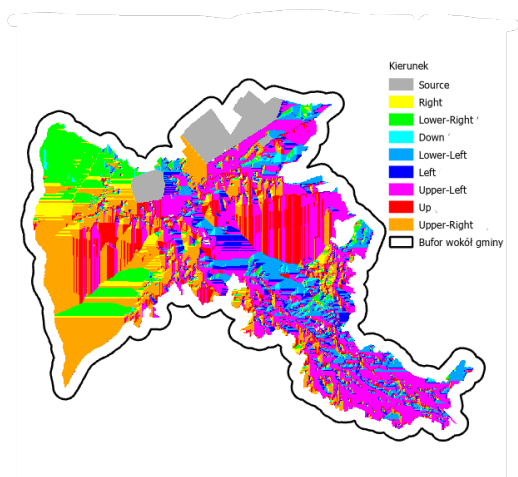 Kierunek
Source
Right
Lower-Right
Down
Lower-Left
Left
Upper-Left
Up
Upper-Right
Bufor wokół gminy